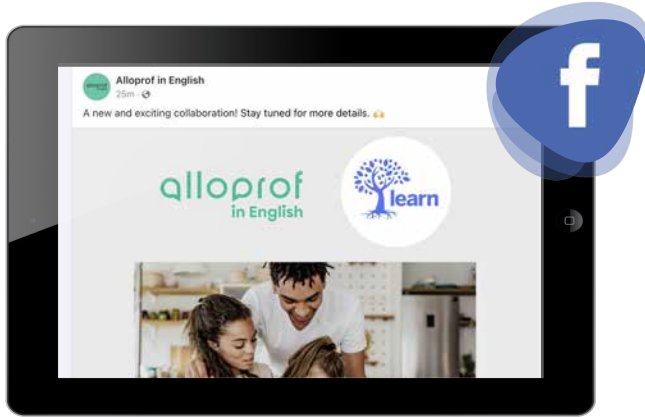 Alloprof in English
25m
A new and exciting collaboration! Stay tuned for more details. 🙌
alloprof
in English
learn
f